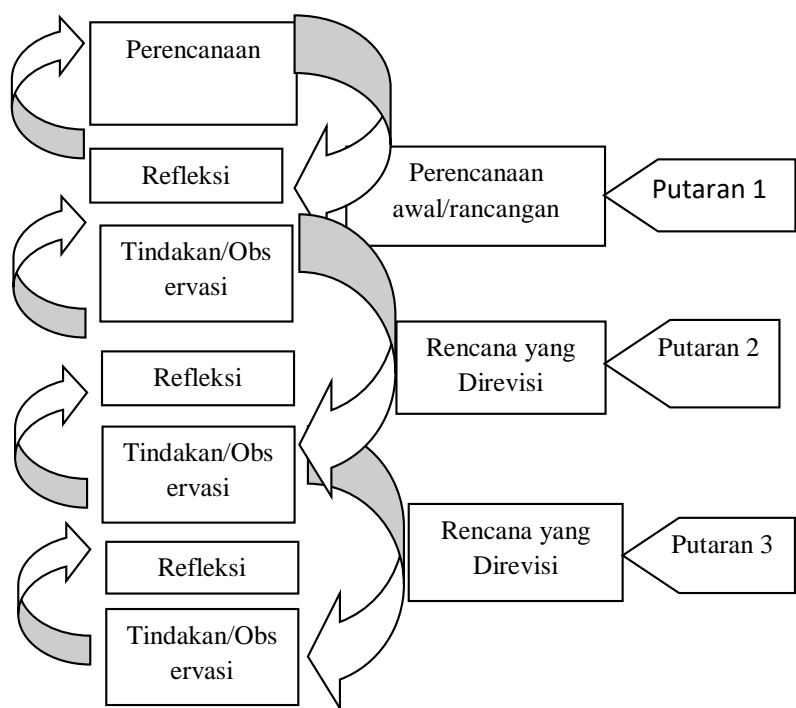 Perencanaan
Refleksi
Perencanaan
awal/rancangan
Putaran 1
Tindakan/Obs
ervasi
Rencana yang
Direvisi
Putaran 2
Refleksi
Tindakan/Obs
ervasi
Rencana yang
Direvisi
Putaran 3
Refleksi
Tindakan/Obs
ervasi